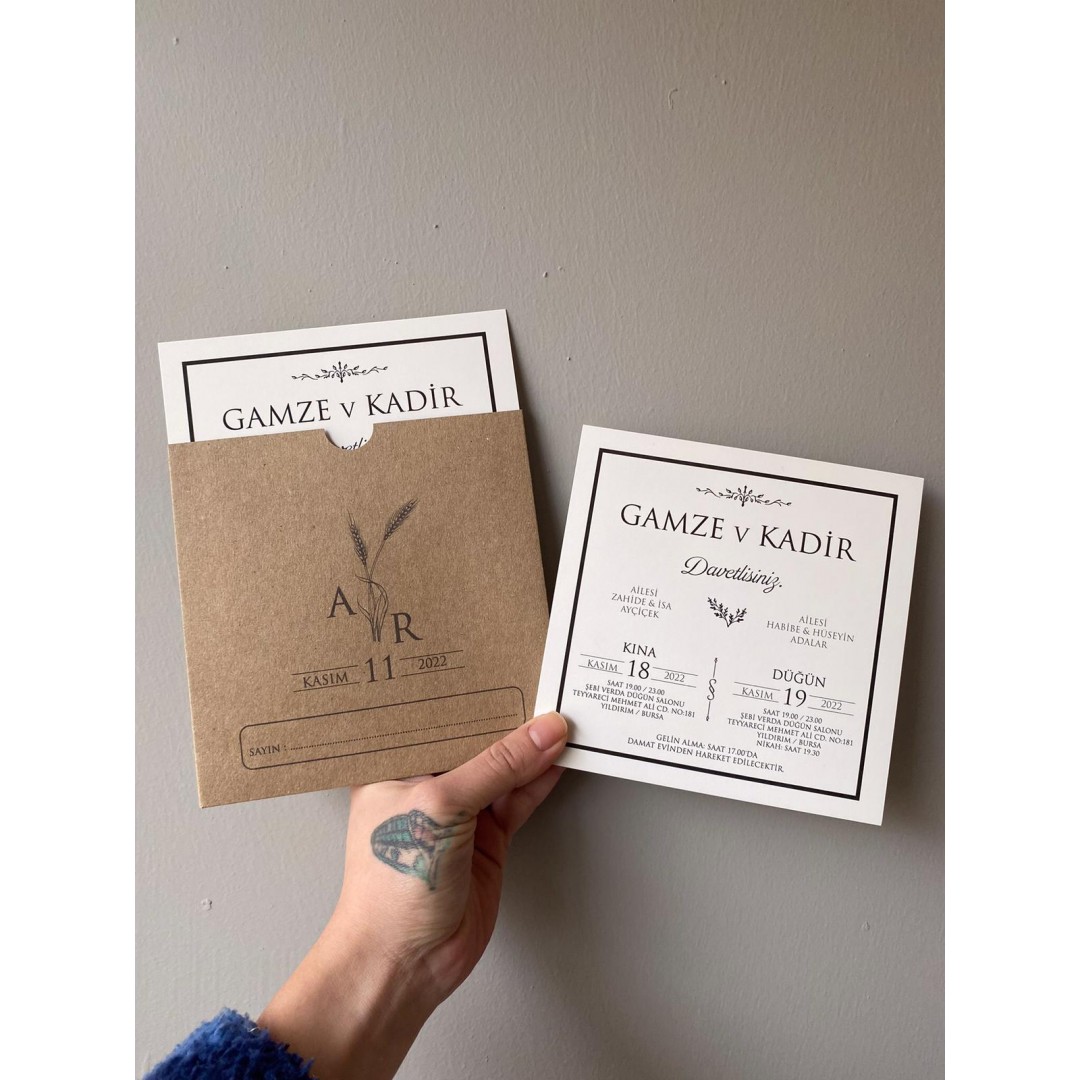 GAMZE v KADİR
A
R
KASIM 11 2022
SAYIN :
GAMZE v KADİR
Davetlisiniz.
AİLESİ
ZAHİDE & İSA
AYÇİÇEK
AİLESİ
HABİBE & HÜSEYİN
ADALAR
KINA
KASIM 18 2022
SAAT 19.00 / 23.00
ŞEBİ VERDA DÜĞÜN SALONU
TEYYARECİ MEHMET ALİ CD. NO:181
YILDIRIM / BURSA
DÜĞÜN
KASIM 19 2022
SAAT 19.00 / 23.00
ŞEBİ VERDA DÜĞÜN SALONU
TEYYARECİ MEHMET ALİ CD. NO:181
YILDIRIM / BURSA
NİKAH: SAAT 19.30
GELİN ALMA: SAAT 17.00'DA
DAMAT EVİNDEN HAREKET EDİLECEKTİR